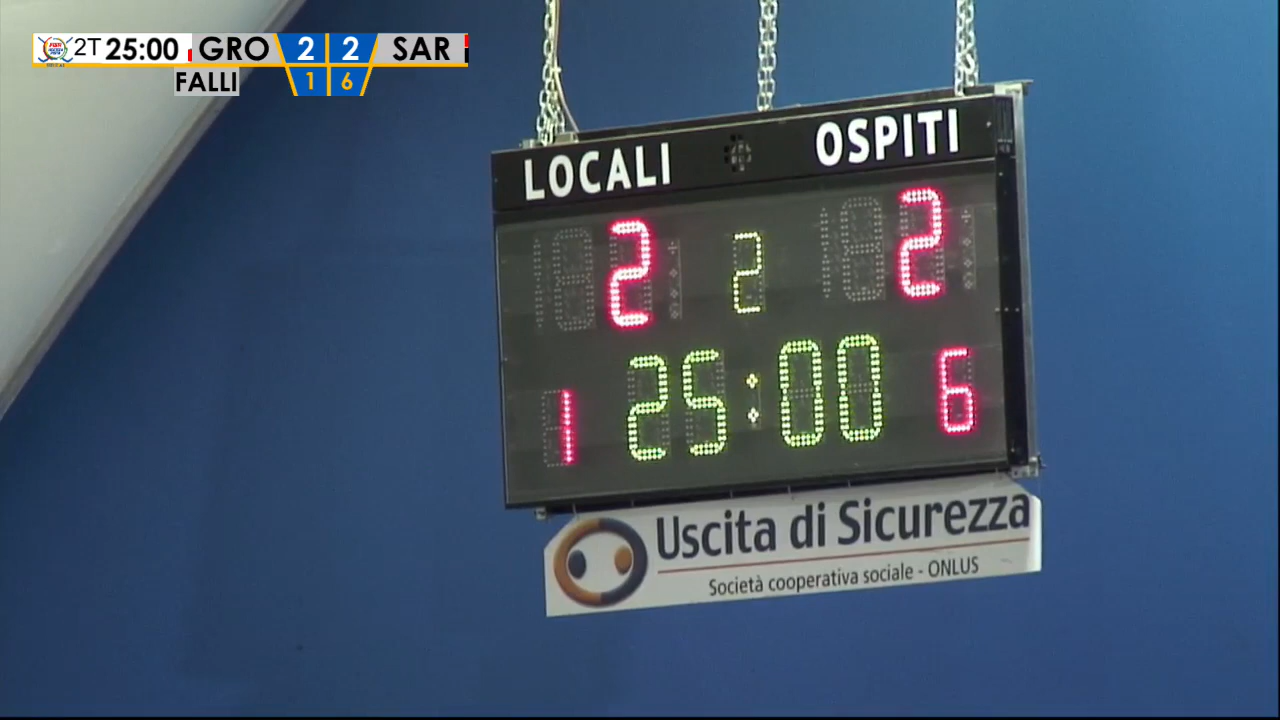 2T 25:00 GRO 2 2 SAR
FALLI 1 6
LOCALI OSPITI
2 2 2
1 25:00 6
Uscita di Sicurezza
Società cooperativa sociale - ONLUS